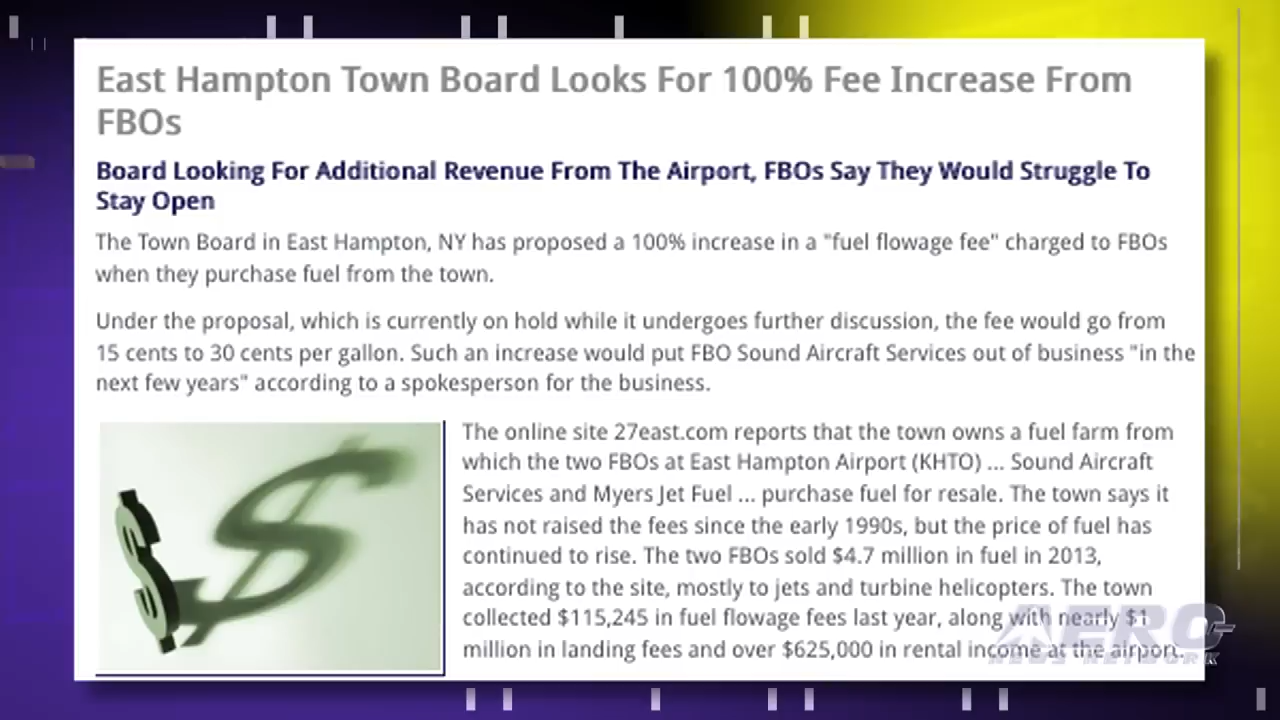 East Hampton Town Board Looks For 100% Fee Increase From
FBOs
Board Looking For Additional Revenue From The Airport, FBOs Say They Would Struggle To
Stay Open
The Town Board in East Hampton, NY has proposed a 100% increase in a "fuel flowage fee" charged to FBOs
when they purchase fuel from the town.
Under the proposal, which is currently on hold while it undergoes further discussion, the fee would go from
15 cents to 30 cents per gallon. Such an increase would put FBO Sound Aircraft Services out of business "in the
next few years" according to a spokesperson for the business.
The online site 27east.com reports that the town owns a fuel farm from
which the two FBOs at East Hampton Airport (KHTO) ... Sound Aircraft
Services and Myers Jet Fuel ... purchase fuel for resale. The town says it
has not raised the fees since the early 1990s, but the price of fuel has
continued to rise. The two FBOs sold $4.7 million in fuel in 2013,
according to the site, mostly to jets and turbine helicopters. The town
collected $115,245 in fuel flowage fees last year, along with nearly $1
million in landing fees and over $625,000 in rental income at the airport.
AERO
NEWS NETWORK